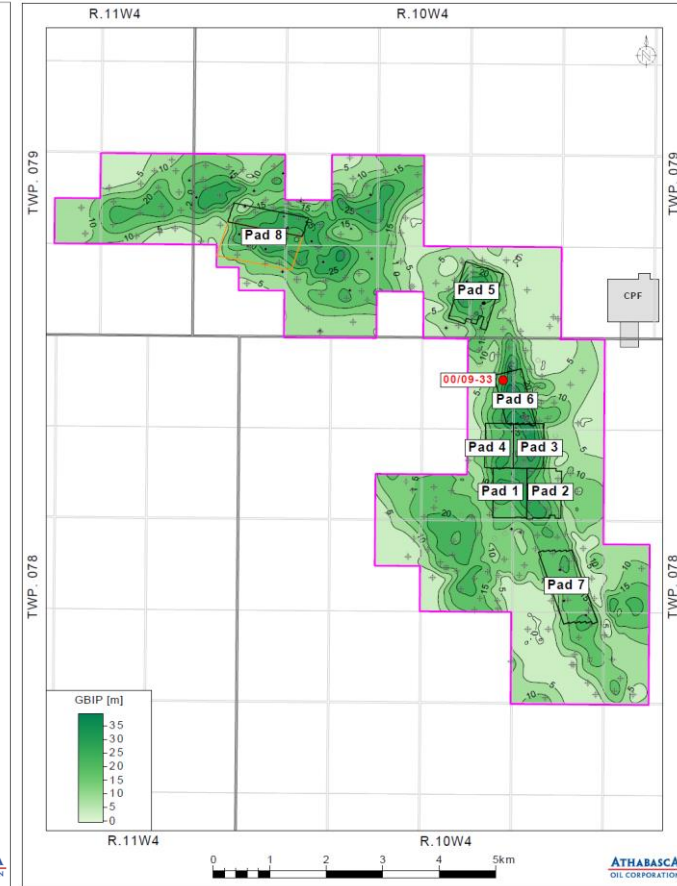 R.11W4
R.10W4
N
TWP. 079
TWP. 079
Pad 8
Pad 5
CPF
00/09-33
Pad 6
Pad 4
Pad 3
Pad 1
Pad 2
Pad 7
TWP. 078
TWP. 078
GBIP [m]
35
30
25
20
15
10
5
0
R.11W4
R.10W4
0 1 2 3 4 5km
ATHABASCA
OIL CORPORATION